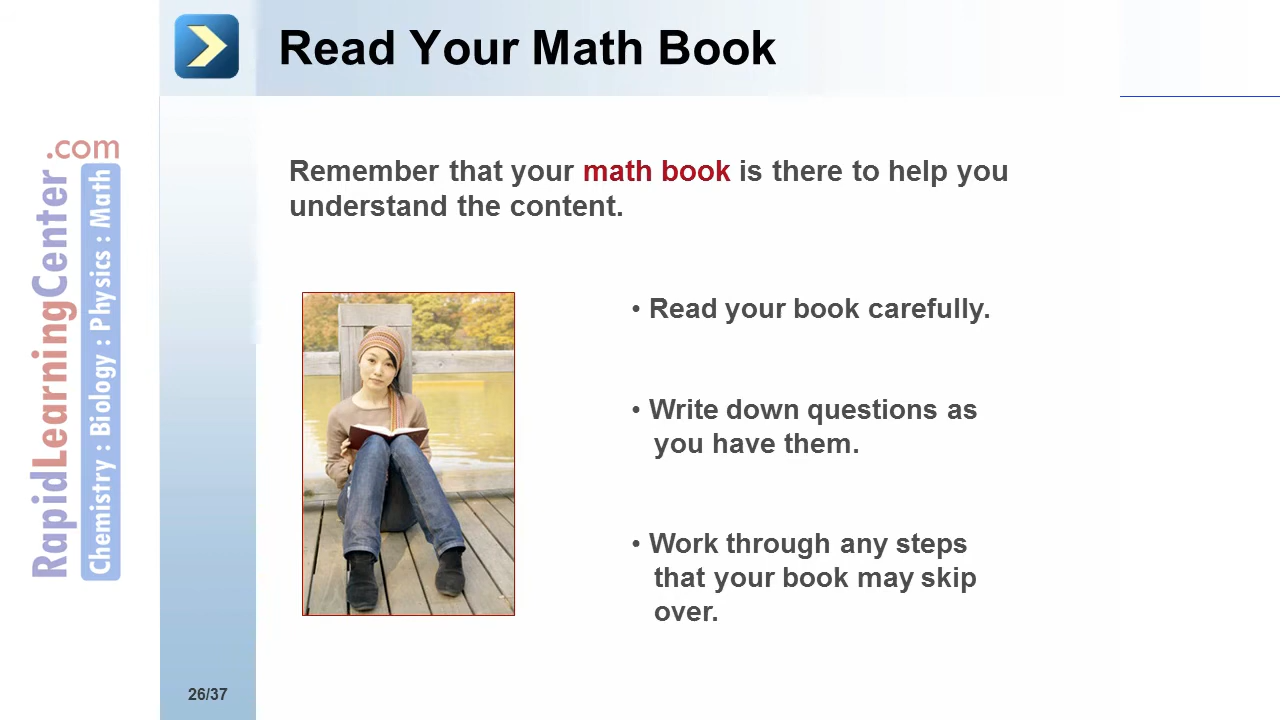 Read Your Math Book
Remember that your math book is there to help you
understand the content.
• Read your book carefully.
• Write down questions as
you have them.
• Work through any steps
that your book may skip
over.
RapidLearningCenter.com
Chemistry : Biology : Physics : Math
26/37